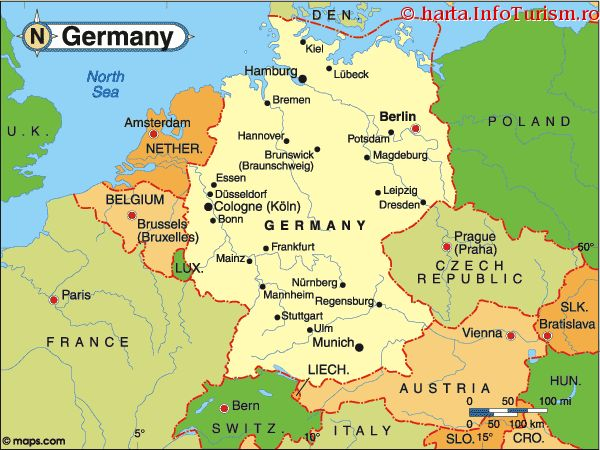 © harta.InfoTurism.ro
N Germany
DEN.
Kiel
North
Sea
Hamburg
Lübeck
Bremen
U.K.
Amsterdam
NETHER.
Berlin
POLAND
Hannover
Potsdam
Brunswick
(Braunschweig)
Magdeburg
Essen
Düsseldorf
Leipzig
BELGIUM
Cologne (Köln)
Dresden
Brussels
(Bruxelles)
Bonn
GERMANY
Prague
(Praha)
50°
Frankfurt
LUX.
Mainz
CZECH
REPUBLIC
Paris
Nürnberg
Mannheim
Regensburg
SLK.
Stuttgart
Ulm
Vienna
Bratislava
FRANCE
Munich
LIECH.
AUSTRIA
HUN.
Bern
0 50 100 mi
0 50 100 km
SWITZ.
ITALY
5°
10°
15°
SLO.
CRO.
© maps.com